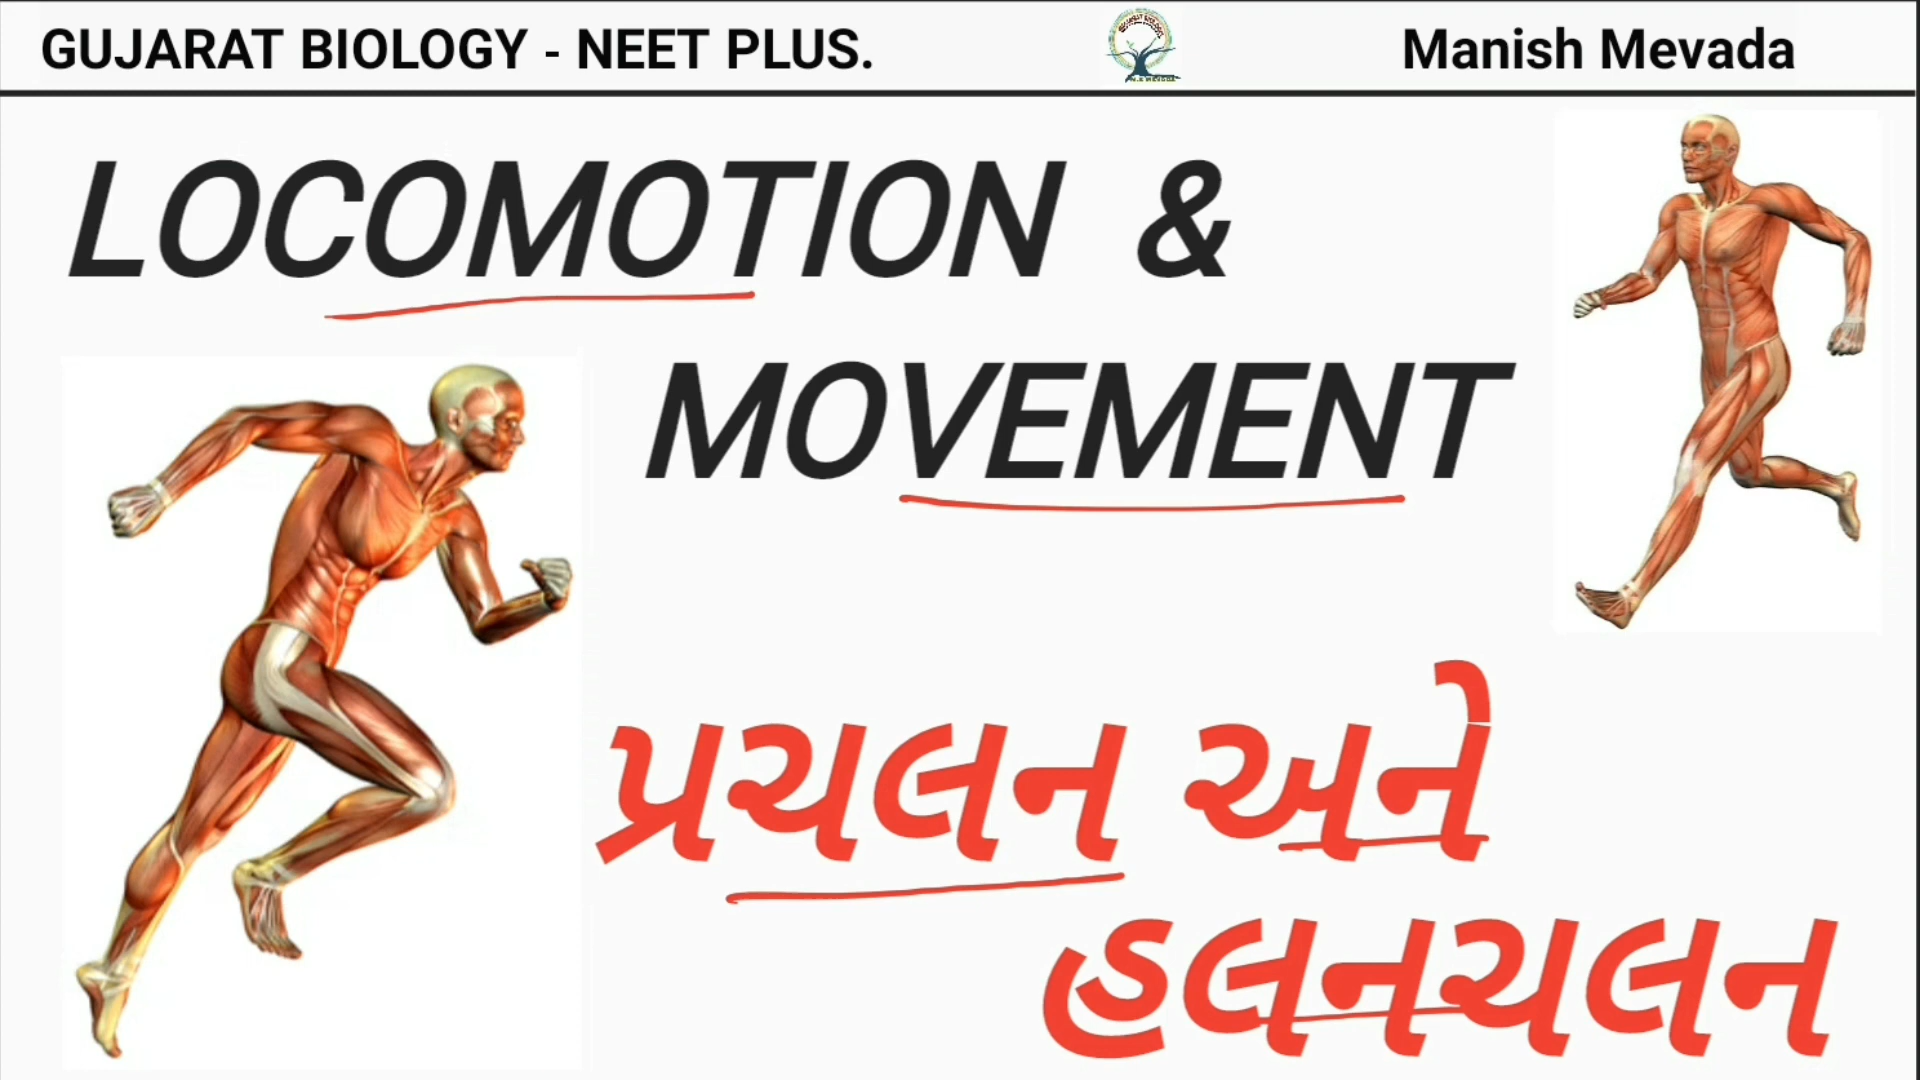 GUJARAT BIOLOGY - NEET PLUS.
Manish Mevada
LOCOMOTION &
MOVEMENT
પ્રચલન અને
હલનચલન